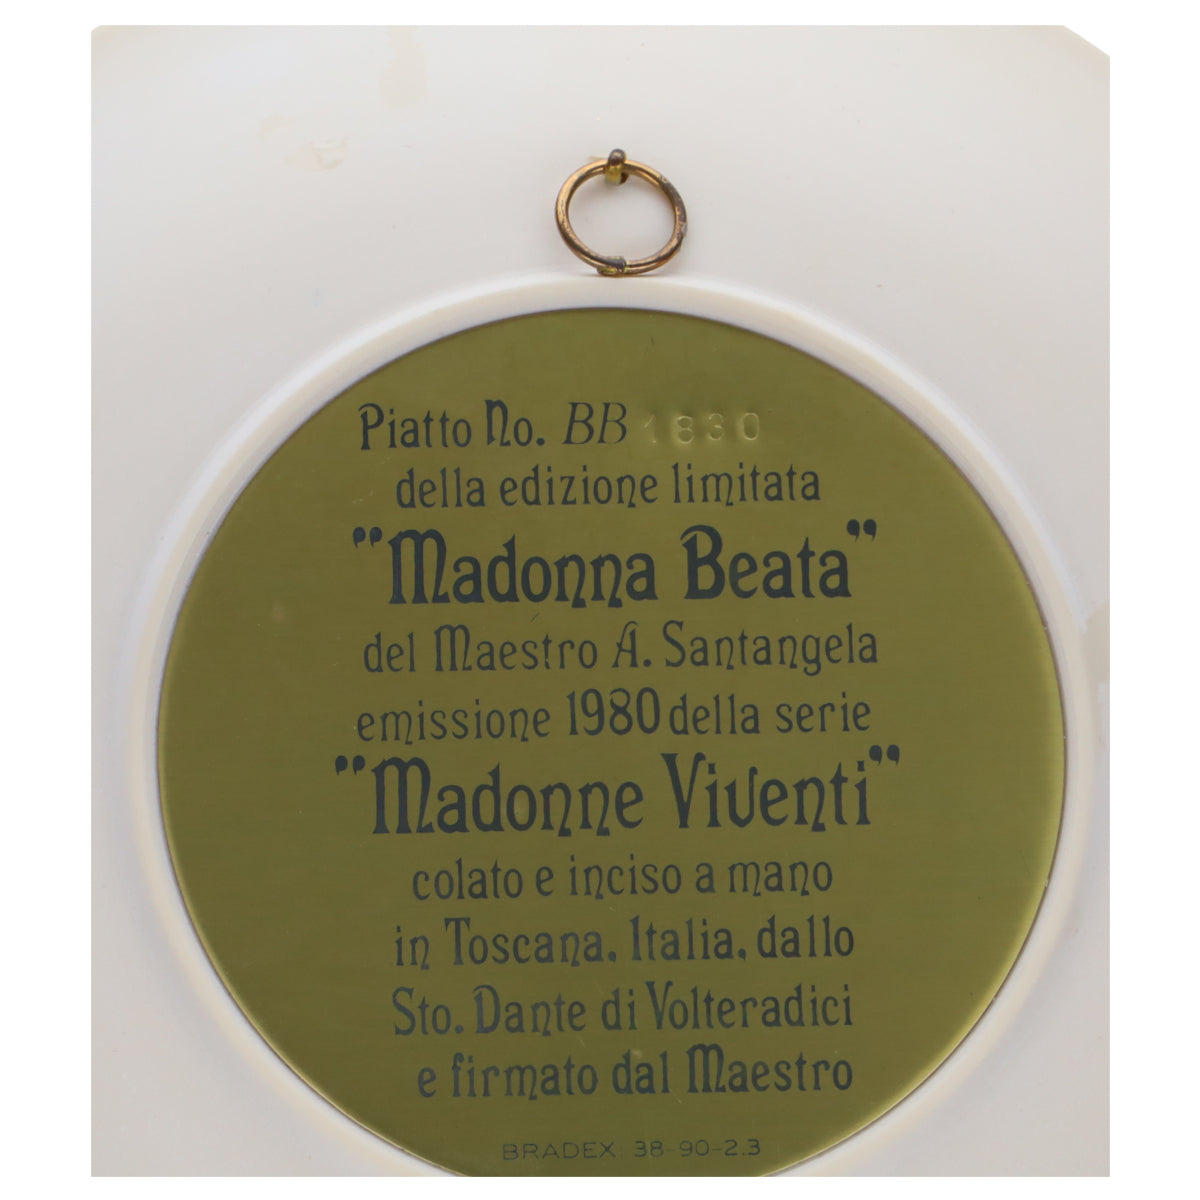 Piatto No. BB 1830
della edizione limitata
"Madonna Beata"
del Maestro A. Santangela
emissione 1980 della serie
"Madonne Viventi"
colato e inciso a mano
in Toscana, Italia, dallo
Sto. Dante di Volteradici
e firmato dal Maestro
BRADEX: 38-90-2.3